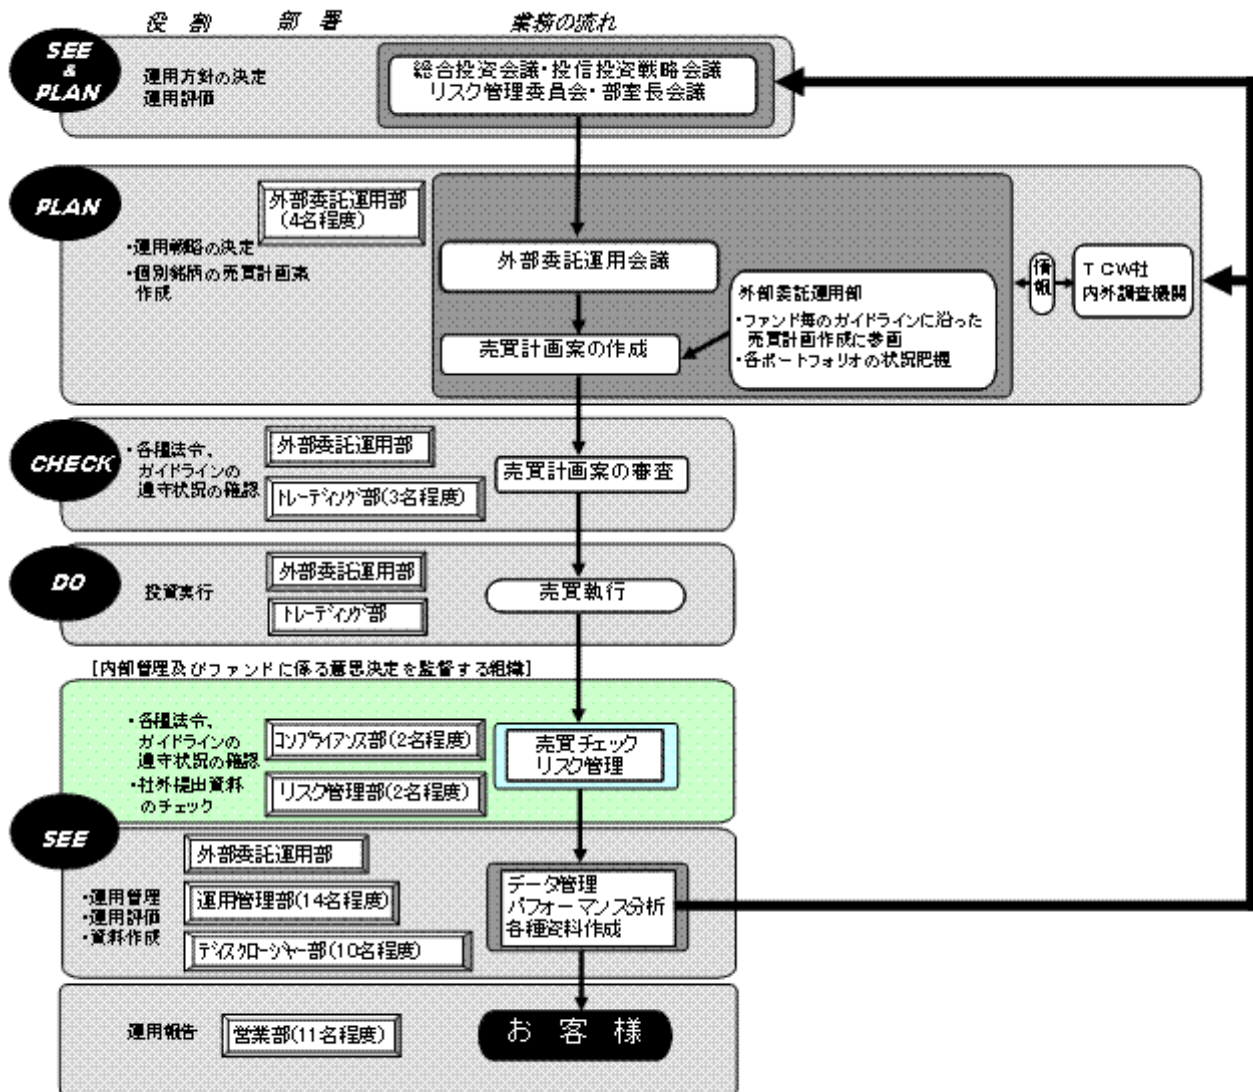 役 割
部 署
業務の流れ
SEE
&
PLAN
運用方針の決定
運用評価
総合投資会議・投信投資戦略会議
リスク管理委員会・部室長会議
PLAN
外部委託運用部
(4名程度)
・運用戦略の決定
・個別銘柄の売買計画案
作成
外部委託運用会議
売買計画案の作成
外部委託運用部
・ファンド毎のガイドラインに沿った
売買計画作成に参画
・各ポートフォリオの状況把握
情報
TCW社
内外調査機関
CHECK
・各種法令、
ガイドラインの
遵守状況の確認
外部委託運用部
トレーディング部(3名程度)
売買計画案の審査
DO
投資実行
外部委託運用部
トレーディング部
売買執行
[内部管理及びファンドに係る意思決定を監督する組織]
・各種法令、
ガイドラインの
遵守状況の確認
・社外提出資料
のチェック
コンプライアンス部(2名程度)
リスク管理部(2名程度)
売買チェック
リスク管理
SEE
・運用管理
・運用評価
・資料作成
外部委託運用部
運用管理部(14名程度)
ディスクロージャー部(10名程度)
データ管理
パフォーマンス分析
各種資料作成
運用報告
営業部(11名程度)
お 客 様